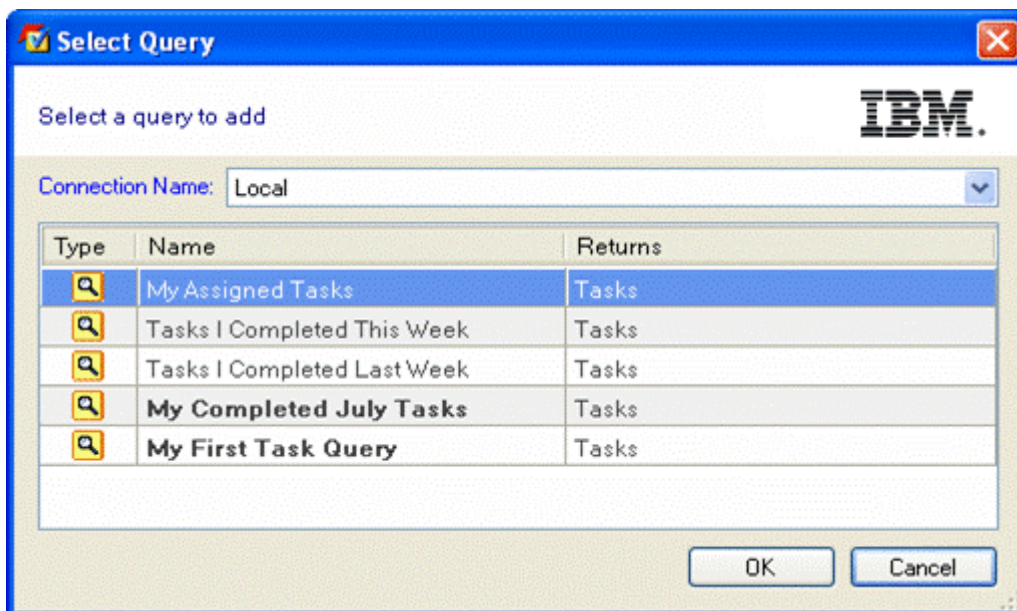 Select Query
Select a query to add
IBM.
Connection Name: Local
Type Name Returns
My Assigned Tasks Tasks
Tasks I Completed This Week Tasks
Tasks I Completed Last Week Tasks
My Completed July Tasks Tasks
My First Task Query Tasks
OK Cancel